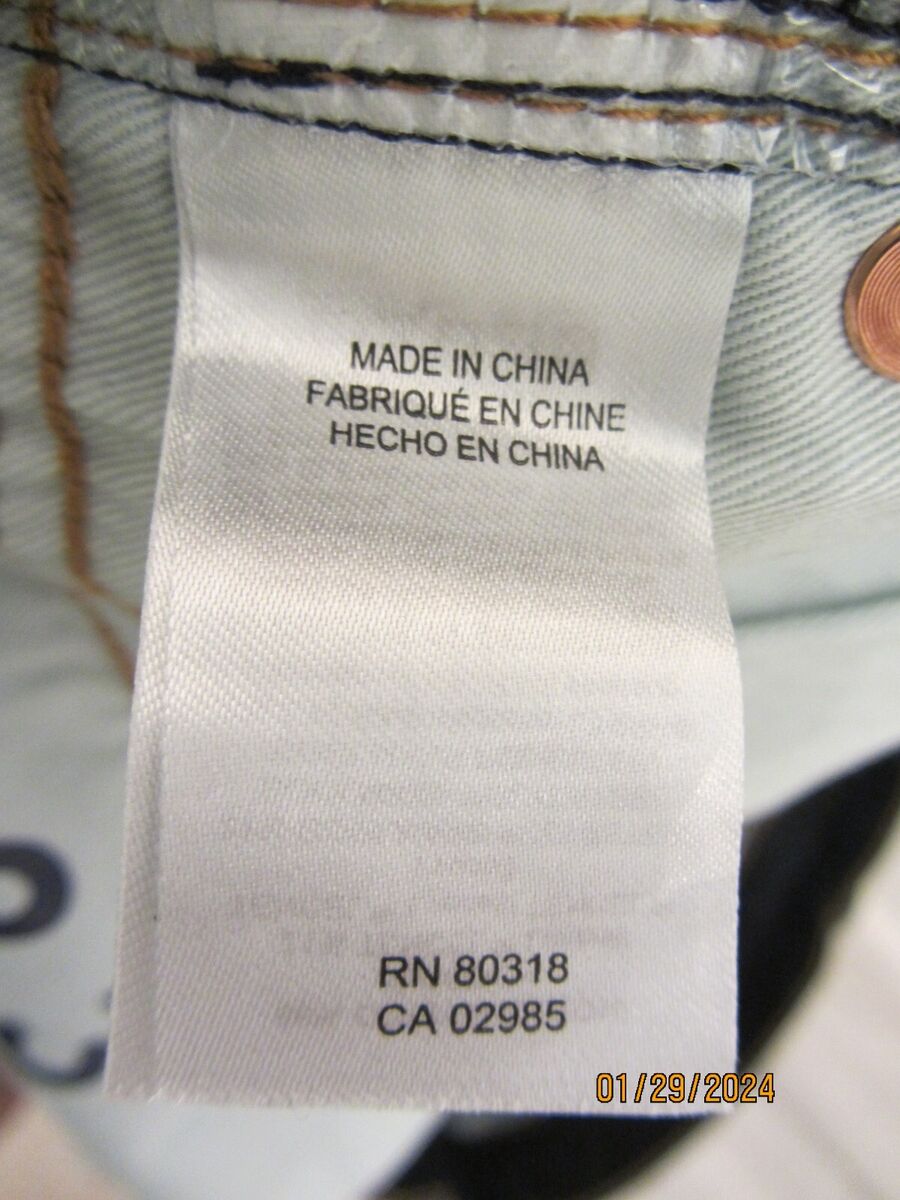 MADE IN CHINA
FABRIQUÉ EN CHINE
HECHO EN CHINA
RN 80318
CA 02985
01/29/2024